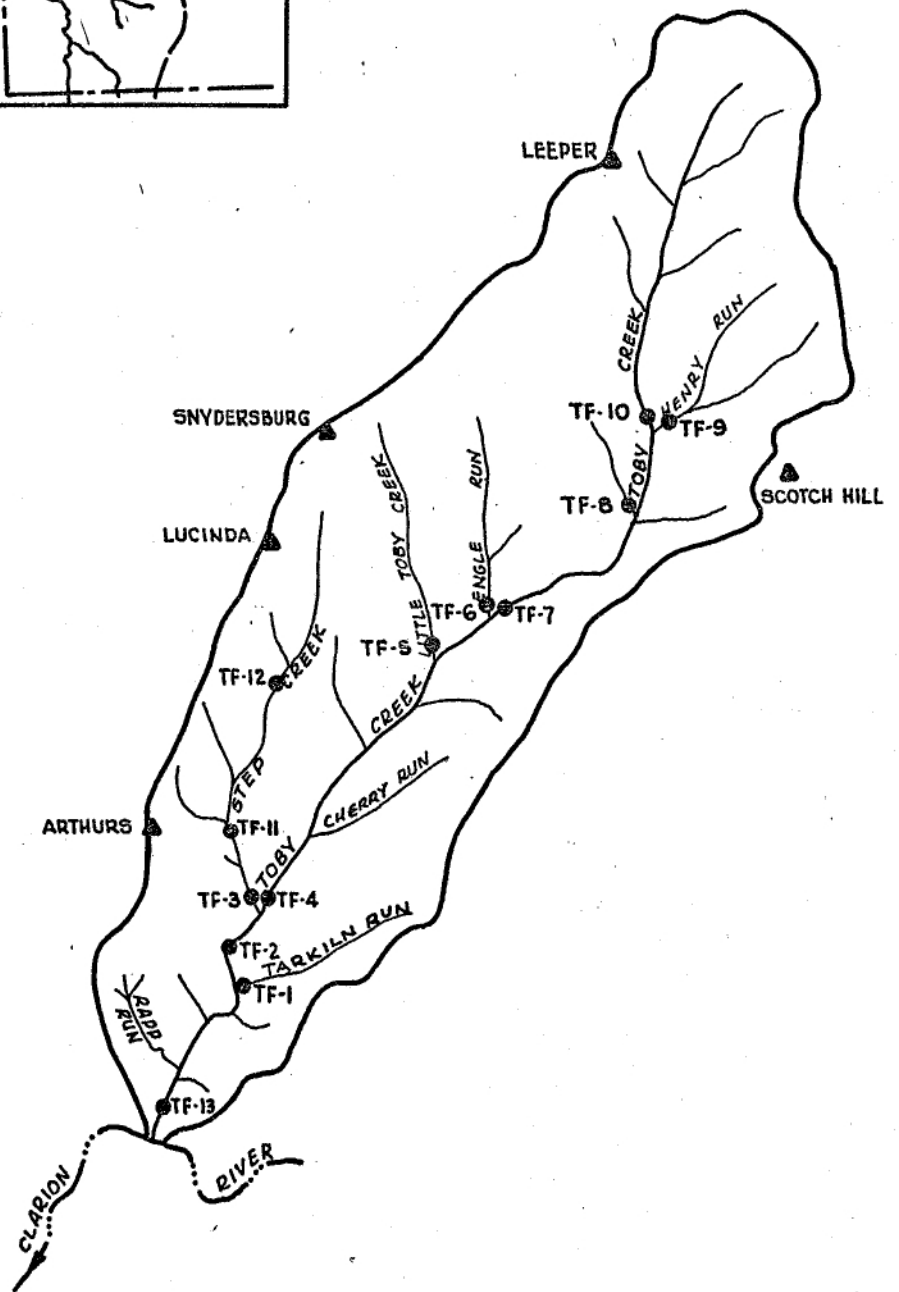 LEEPER
CREEK
HENRY RUN
SNYDERSBURG
TF-10
TF-9
TOBY
SCOTCH HILL
TF-8
LUCINDA
LITTLE TOBY CREEK
ENGLE RUN
TF-6
TF-7
TF-5
TF-12
STEP CREEK
CREEK
CHERRY RUN
ARTHURS
TF-11
TOBY
TF-3
TF-4
TF-2
TARKILN RUN
TF-1
RAPP
RUN
TF-13
CLARION
RIVER